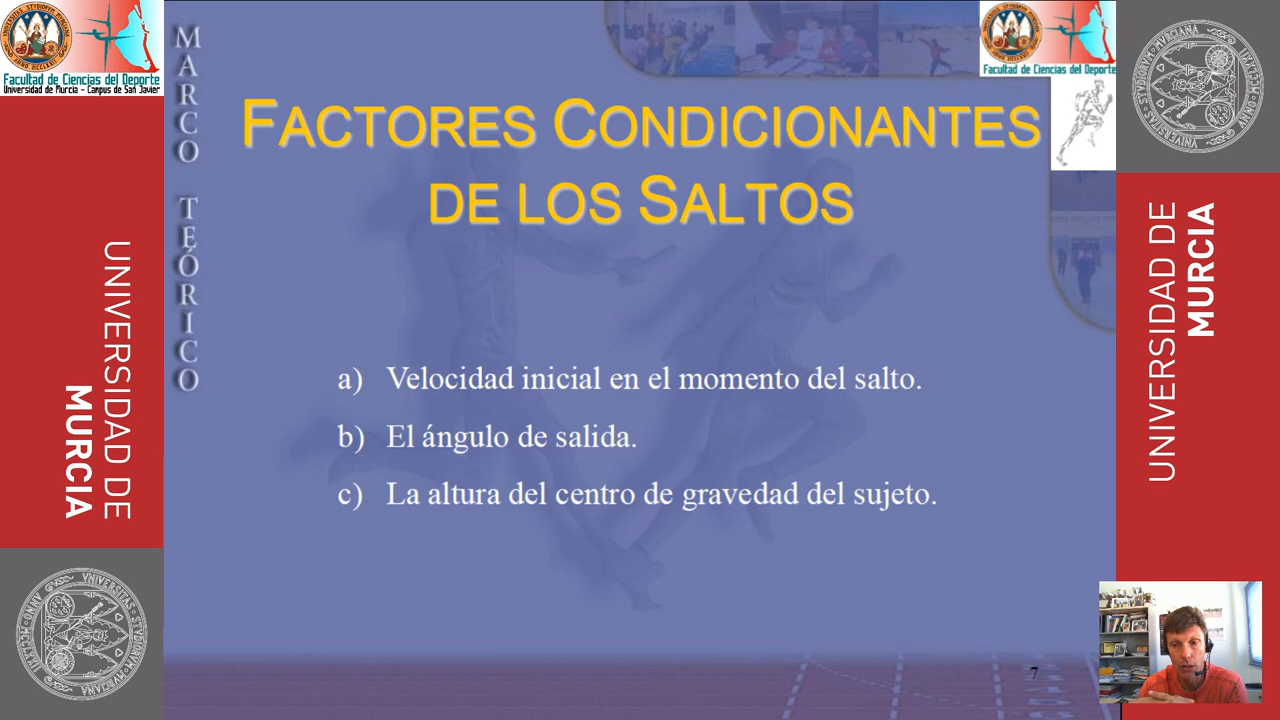 Facultad de Ciencias del Deporte
Universidad de Murcia - Campus de San Javier
UNIVERSIDAD DE
MURCIA
MARCO TEÓRICO
FACTORES CONDICIONANTES
DE LOS SALTOS
a) Velocidad inicial en el momento del salto.
b) El ángulo de salida.
c) La altura del centro de gravedad del sujeto.
7
Facultad de Ciencias del Deporte
UNIVERSIDAD DE
MURCIA